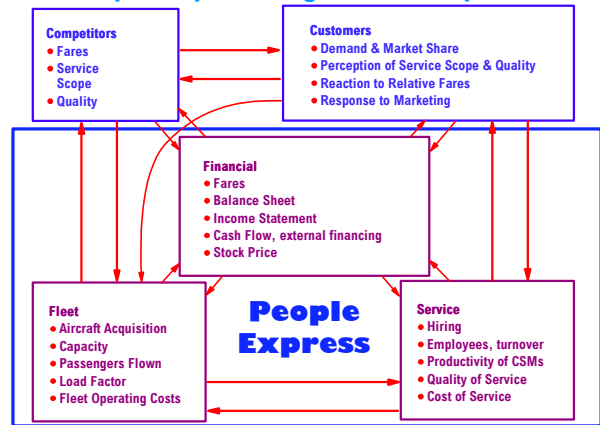 Competitors
• Fares
• Service
Scope
• Quality
Customers
• Demand & Market Share
• Perception of Service Scope & Quality
• Reaction to Relative Fares
• Response to Marketing
Financial
• Fares
• Balance Sheet
• Income Statement
• Cash Flow, external financing
• Stock Price
Fleet
• Aircraft Acquisition
• Capacity
• Passengers Flown
• Load Factor
• Fleet Operating Costs
People
Express
Service
• Hiring
• Employees, turnover
• Productivity of CSMs
• Quality of Service
• Cost of Service